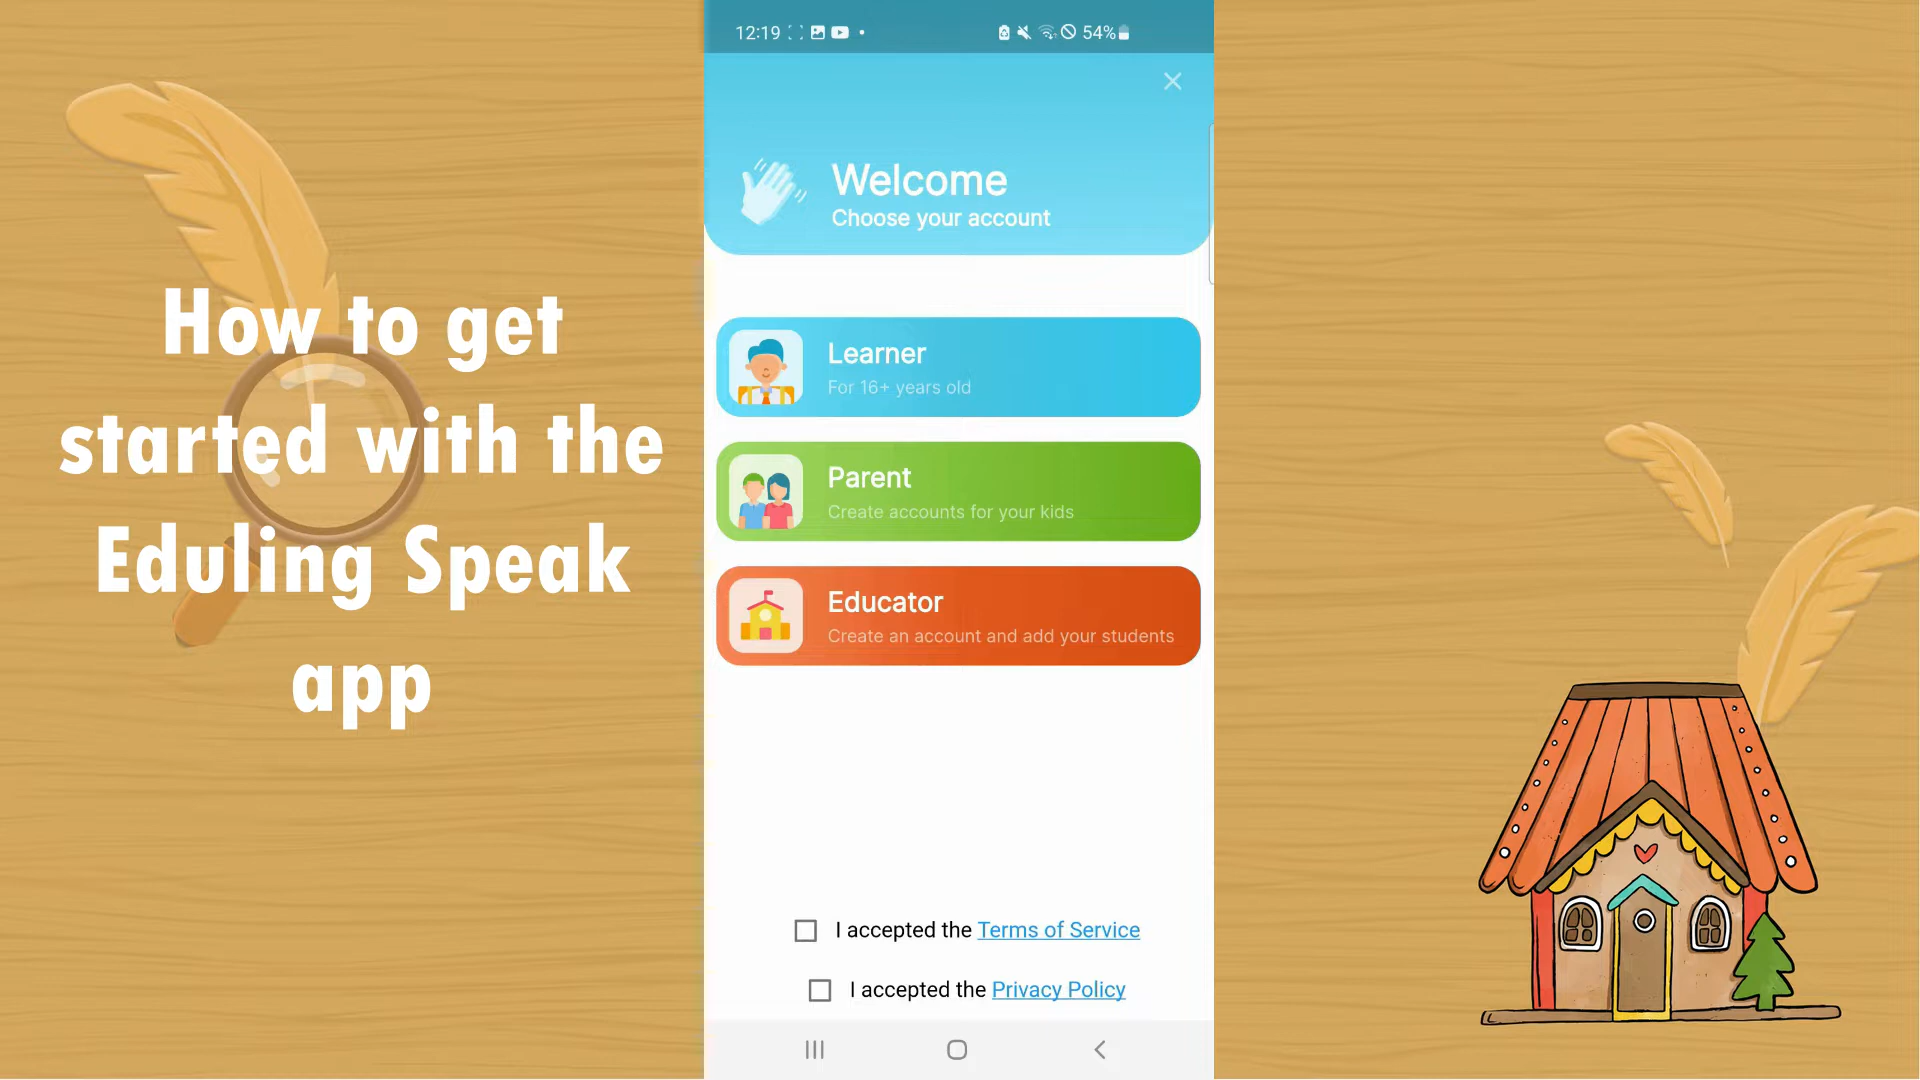 How to get
started with the
Eduling Speak
app
12:19
54%
Welcome
Choose your account
Learner
For 16+ years old
Parent
Create accounts for your kids
Educator
Create an account and add your students
I accepted the Terms of Service
I accepted the Privacy Policy